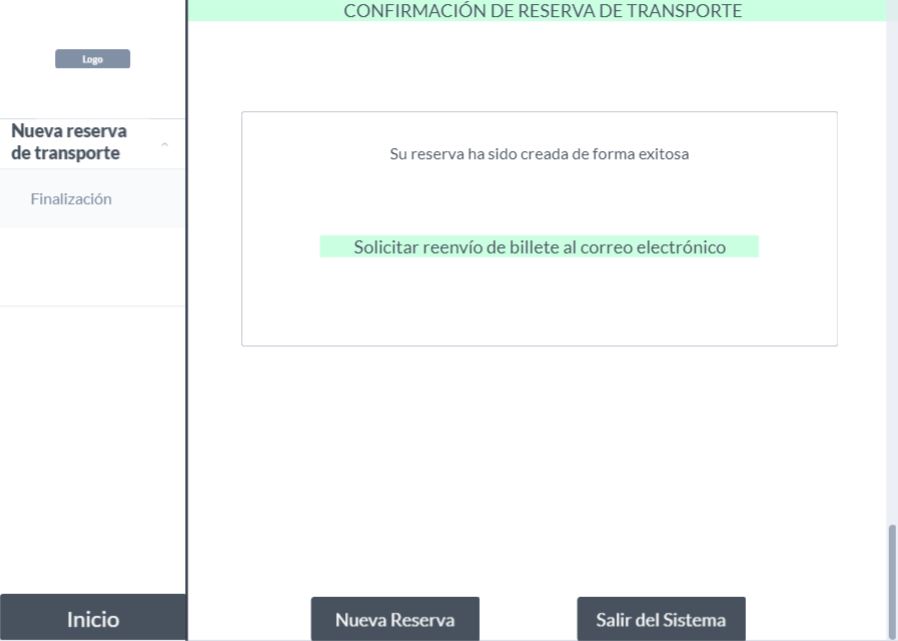 CONFIRMACIÓN DE RESERVA DE TRANSPORTE
Logo
Nueva reserva
de transporte
Finalización
Su reserva ha sido creada de forma exitosa
Solicitar reenvío de billete al correo electrónico
Inicio
Nueva Reserva
Salir del Sistema